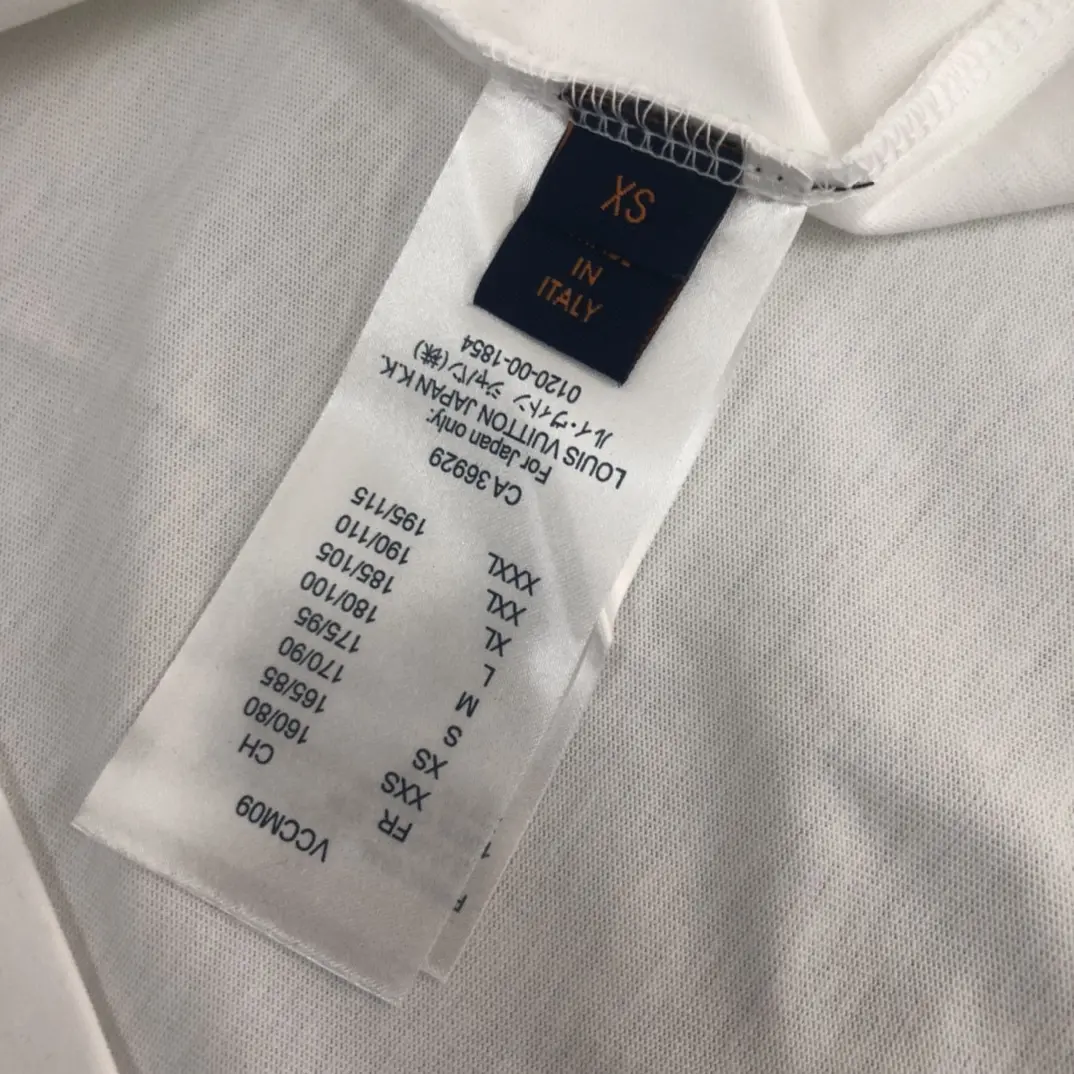 XS
IN
ITALY
VCCM09
FR CH
XXS 160/80
XS 165/85
S 170/90
M 175/95
L 180/100
XL 185/105
XXL 190/110
XXXL 195/115
CA 36929
For Japan only:
LOUIS VUITTON JAPAN K.K.
ルイ・ヴィトン ジャパン(株)
0120-00-1854